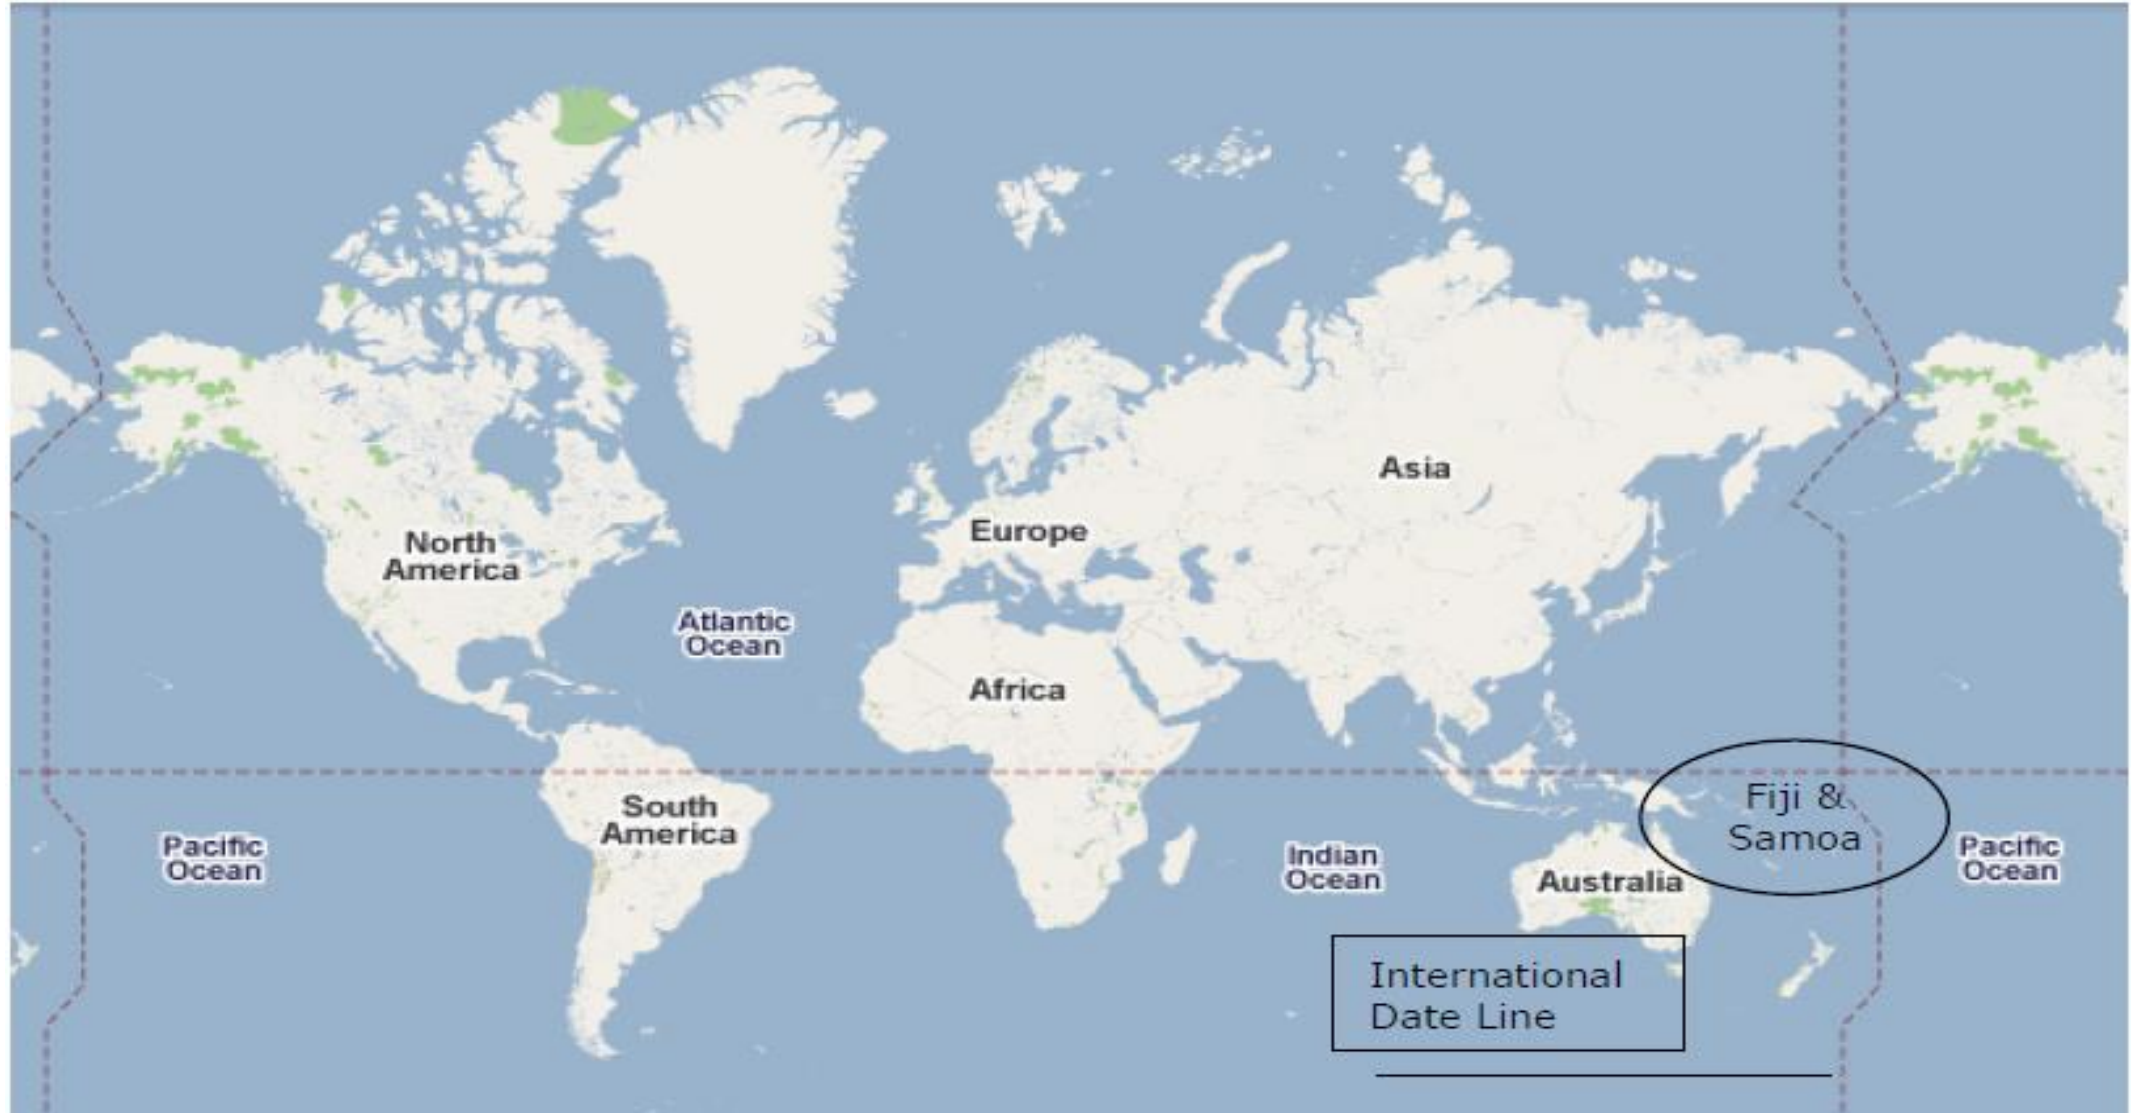 Asia
Europe
North
America
Atlantic
Ocean
Africa
Fiji &
Samoa
South
America
Pacific
Ocean
Indian
Ocean
Australia
Pacific
Ocean
International
Date Line